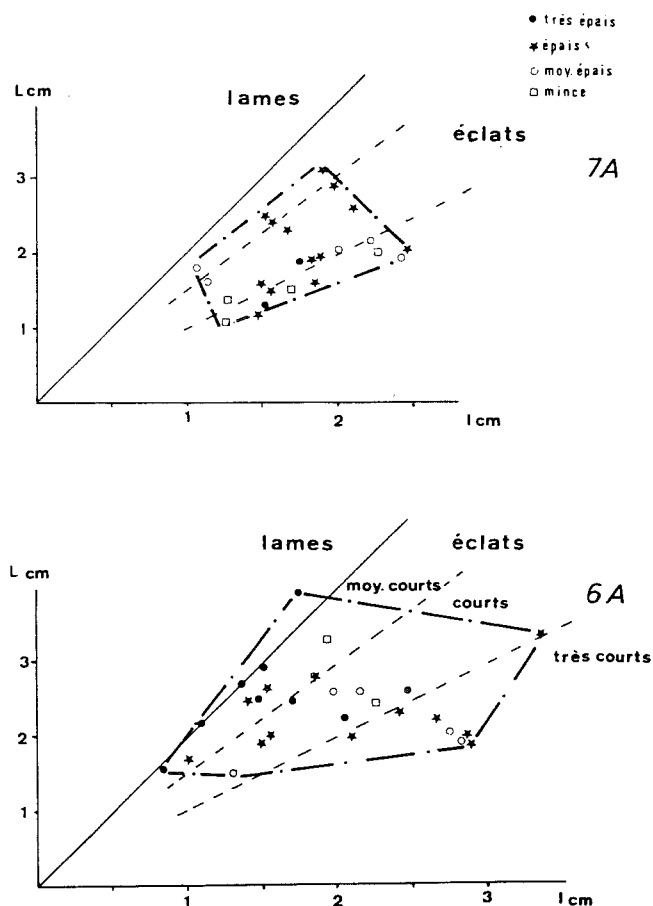 très épais
épais
moy. épais
mince
L cm
lames
éclats
7A
3
2
1
1 2 l cm
lames éclats
L cm
moy. courts
courts
6A
très courts
3
2
1
1 2 3 l cm